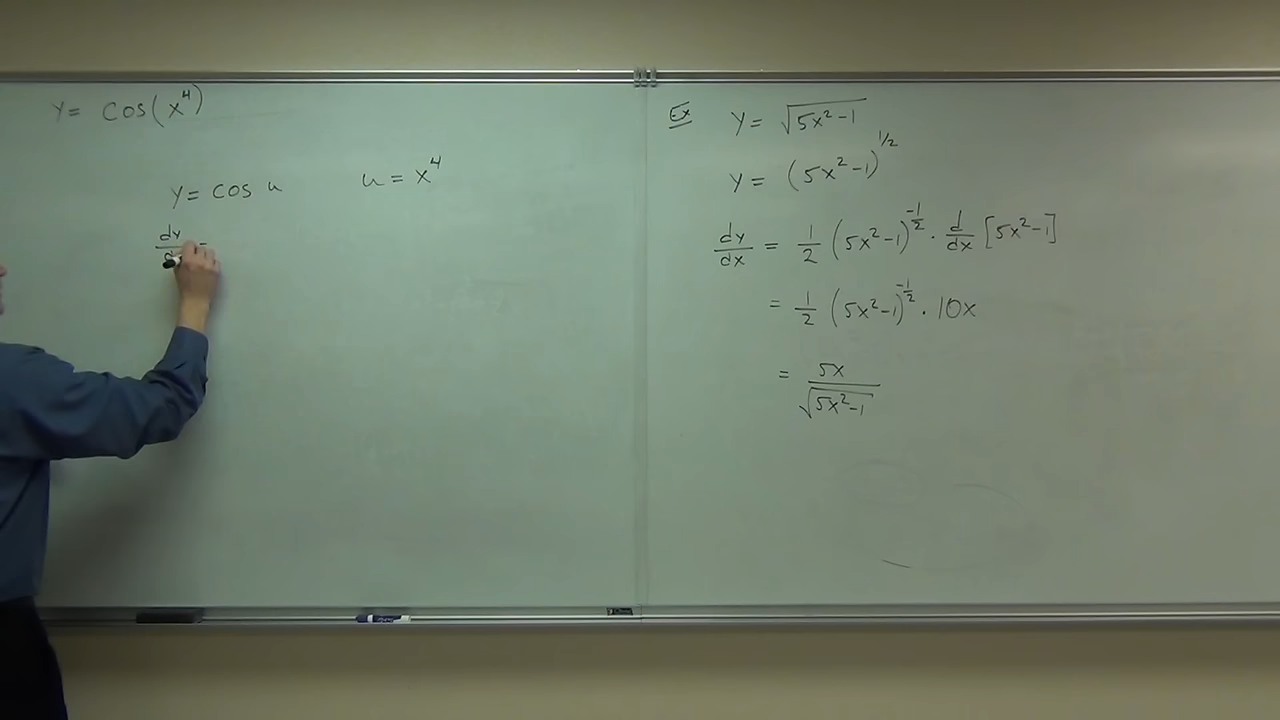 y = cos(x⁴)
y = cos u    u = x⁴
dy
Ex  y = √(5x²-1)
y = (5x²-1)^(1/2)
dy/dx = 1/2 (5x²-1)^(-1/2) · d/dx [5x²-1]
= 1/2 (5x²-1)^(-1/2) · 10x
= 5x/√(5x²-1)